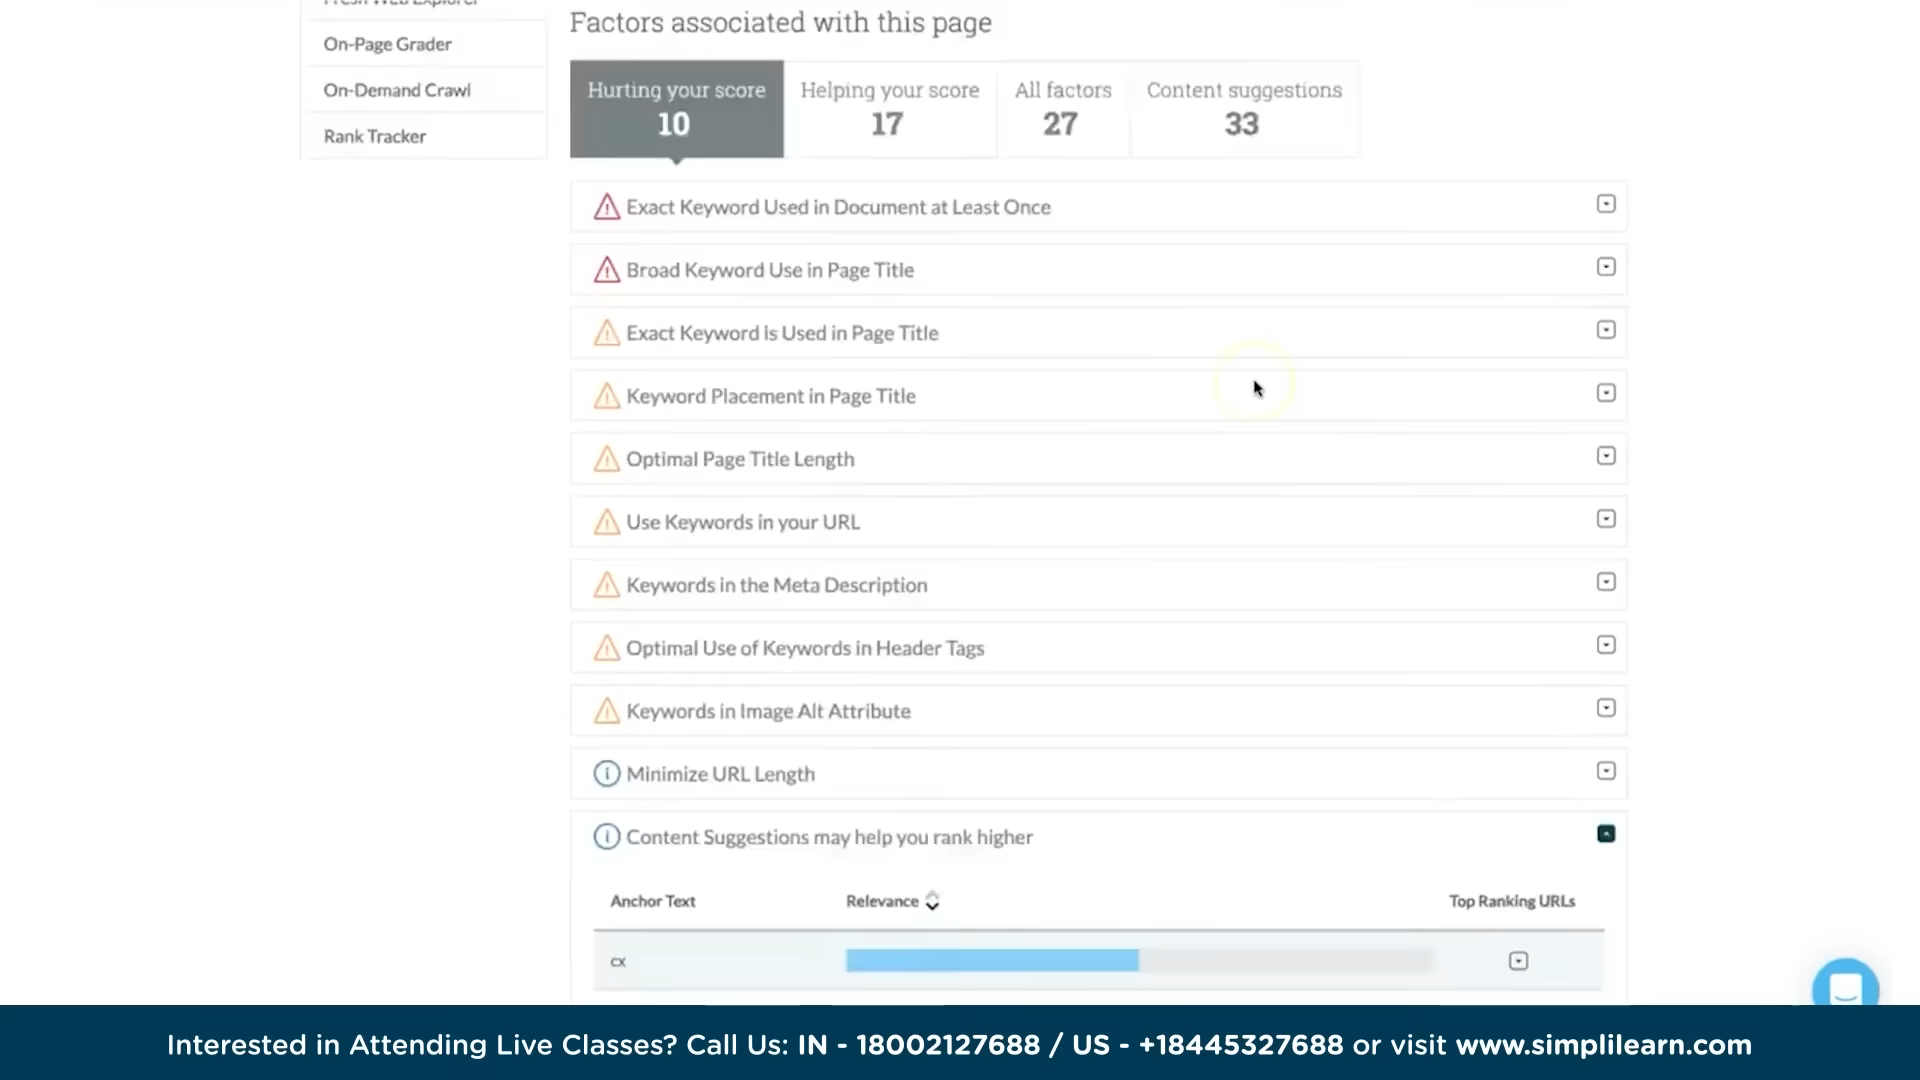 Fresh Web Explorer
On-Page Grader
On-Demand Crawl
Rank Tracker
Factors associated with this page
Hurting your score
10
Helping your score
17
All factors
27
Content suggestions
33
Exact Keyword Used in Document at Least Once
Broad Keyword Use in Page Title
Exact Keyword is Used in Page Title
Keyword Placement in Page Title
Optimal Page Title Length
Use Keywords in your URL
Keywords in the Meta Description
Optimal Use of Keywords in Header Tags
Keywords in Image Alt Attribute
Minimize URL Length
Content Suggestions may help you rank higher
Anchor Text Relevance Top Ranking URLs
cx
Interested in Attending Live Classes? Call Us: IN - 18002127688 / US - +18445327688 or visit www.simplilearn.com